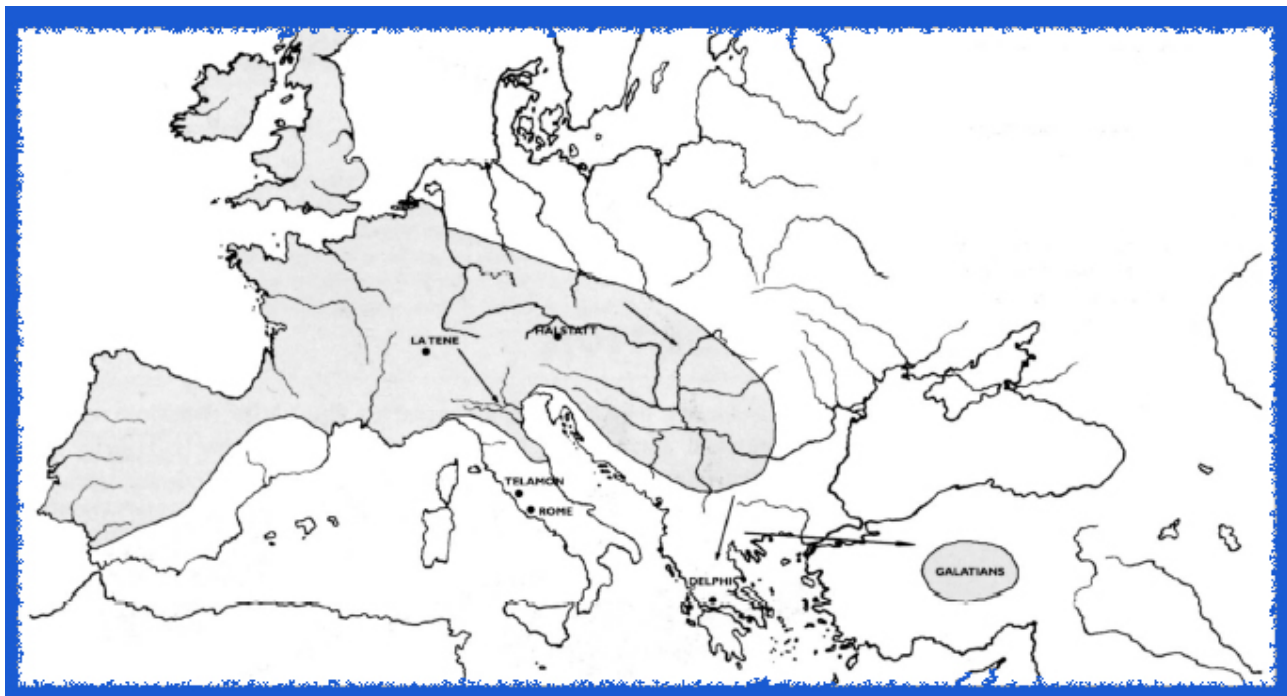 HALSTATT
LA TENE
TELAMON
ROME
DELPHI
GALATIANS